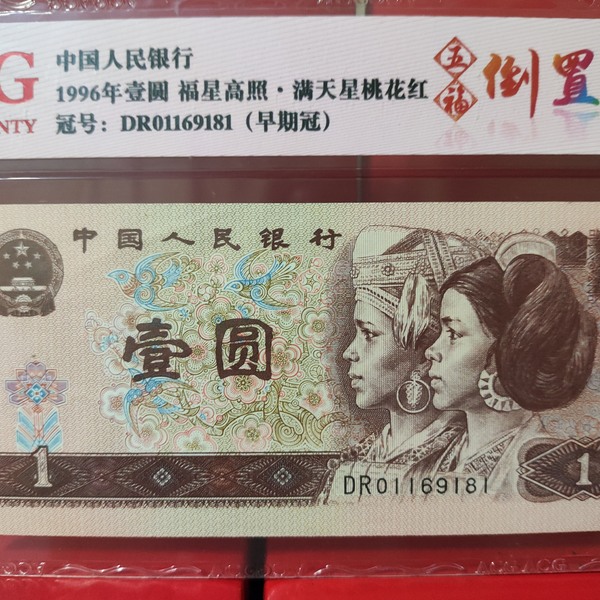 G
NTY
中国人民银行
1996年壹圆 福星高照·满天星桃花红
冠号：DR01169181（早期冠）
五福
倒置
中国人民银行
壹圆
DR01169181
1
1